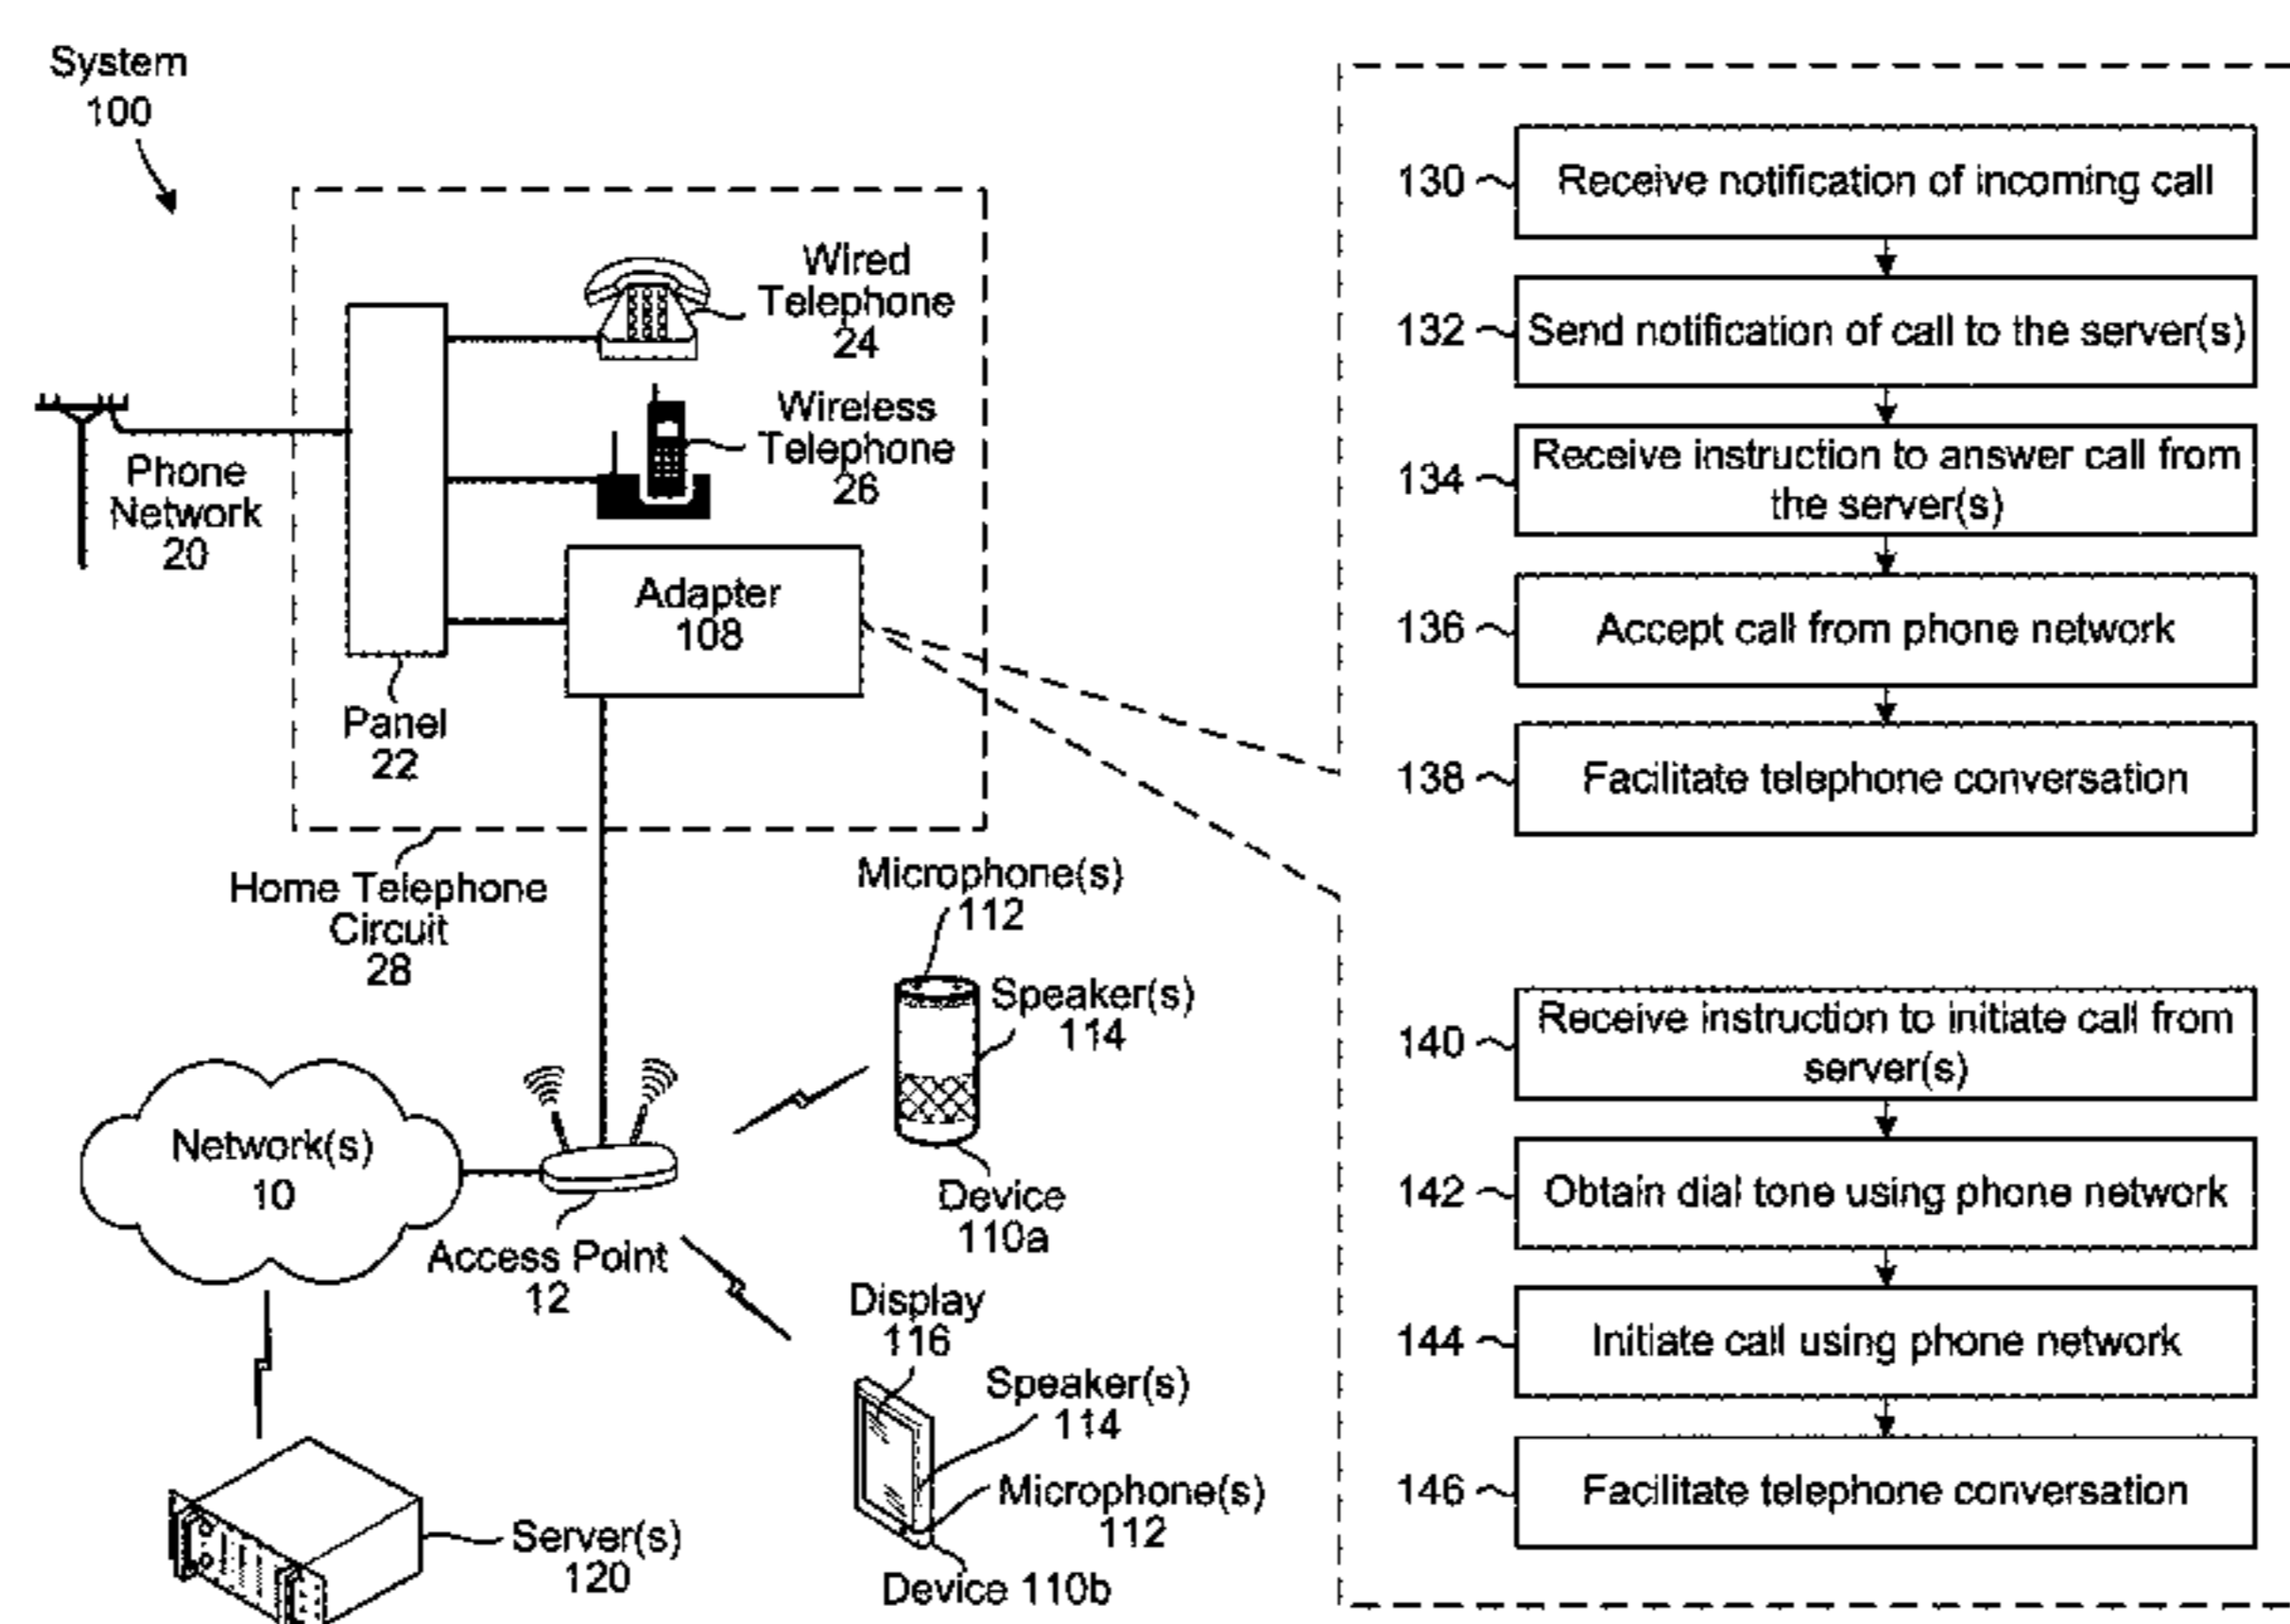 System
100
Wired
Telephone
24
Wireless
Telephone
26
Phone
Network
20
Adapter
108
Panel
22
Home Telephone
Circuit
28
Microphone(s)
112
Speaker(s)
114
Device
110a
Network(s)
10
Access Point
12
Display
116
Speaker(s)
114
Microphone(s)
112
Device 110b
Server(s)
120
130 Receive notification of incoming call
132 Send notification of call to the server(s)
134 Receive instruction to answer call from
the server(s)
136 Accept call from phone network
138 Facilitate telephone conversation
140 Receive instruction to initiate call from
server(s)
142 Obtain dial tone using phone network
144 Initiate call using phone network
146 Facilitate telephone conversation